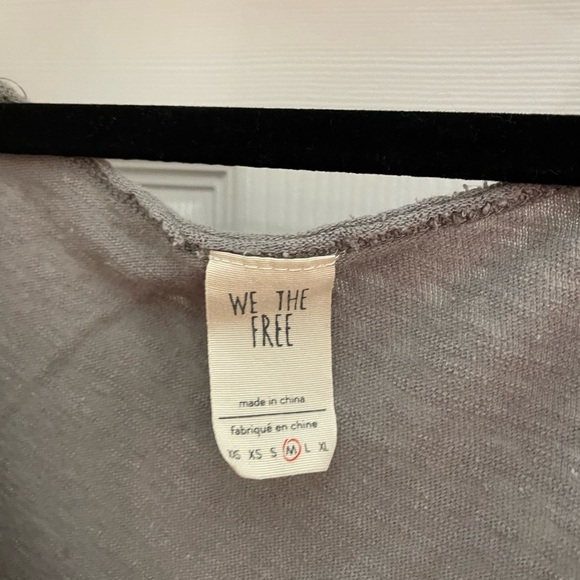 WE THE
FREE
made in china
fabriqué en chine
XXS XS S M L XL